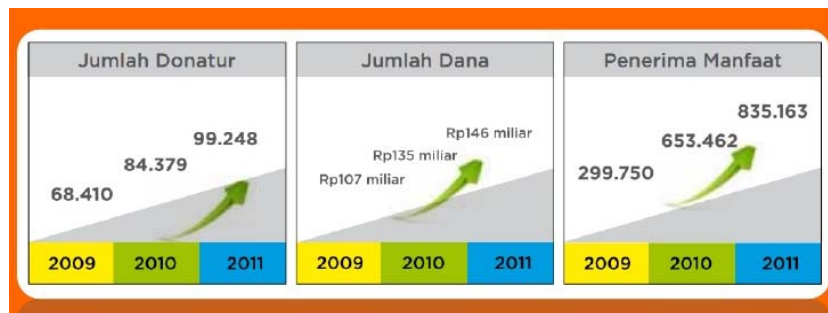 Jumlah Donatur
68.410
84.379
99.248
2009 2010 2011
Jumlah Dana
Rp107 miliar
Rp135 miliar
Rp146 miliar
2009 2010 2011
Penerima Manfaat
299.750
653.462
835.163
2009 2010 2011